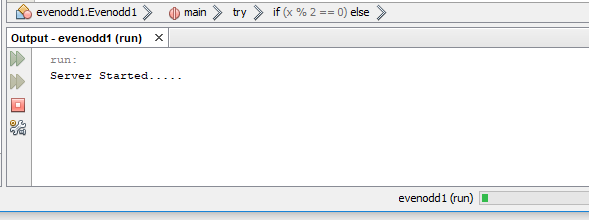 evenodd1.Evenodd1 main try if (x % 2 == 0) else
Output - evenodd1 (run) X
run:
Server Started.....
evenodd1 (run)